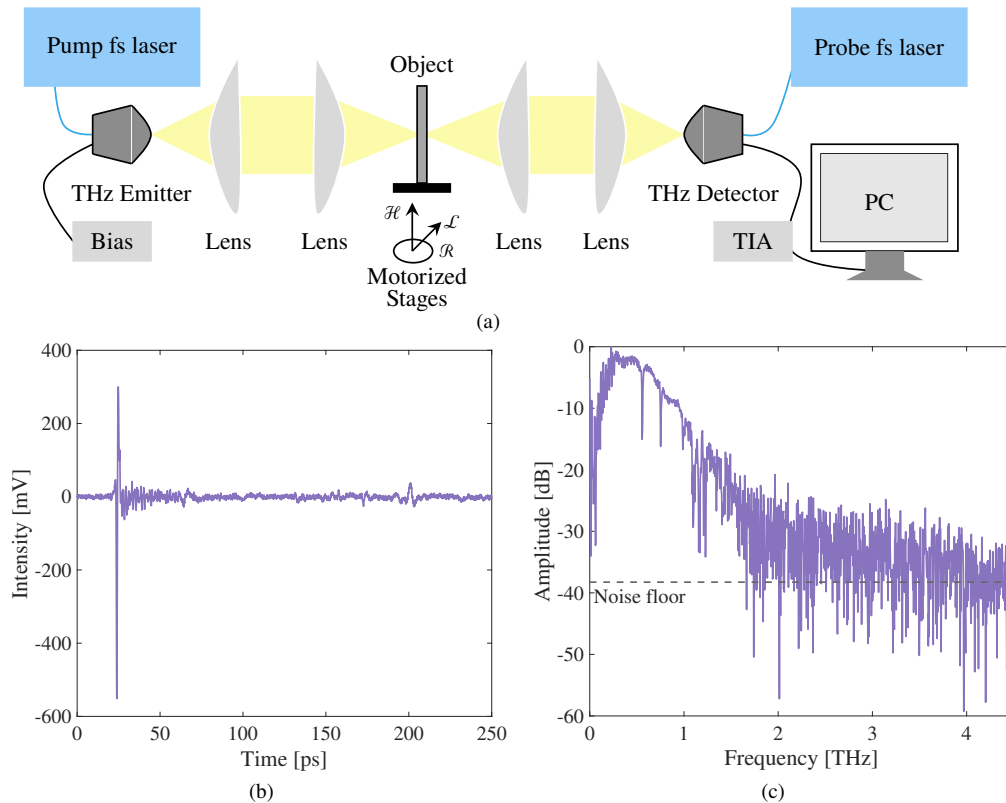 Pump fs laser
Probe fs laser
Object
THz Emitter
THz Detector
PC
Bias
Lens
Lens
ℋ
ℒ
ℛ
Lens
Lens
TIA
Motorized
Stages
(a)
400
200
0
-200
-400
-600
Intensity [mV]
0
50
100
150
200
250
Time [ps]
(b)
0
-10
-20
-30
-40
-50
-60
Amplitude [dB]
Noise floor
0
1
2
3
4
Frequency [THz]
(c)